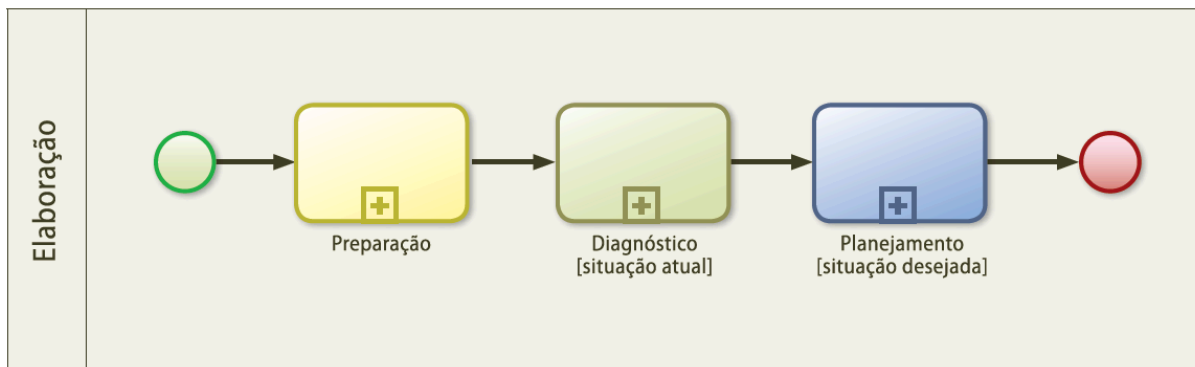 Elaboração
Preparação
Diagnóstico
[situação atual]
Planejamento
[situação desejada]